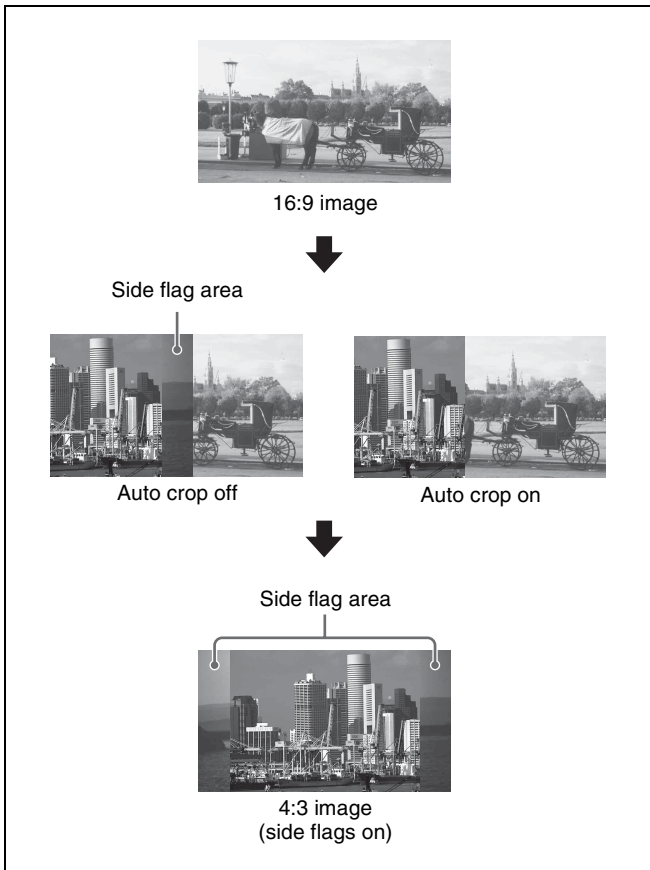 16:9 image
Side flag area
Auto crop off
Auto crop on
Side flag area
4:3 image
(side flags on)